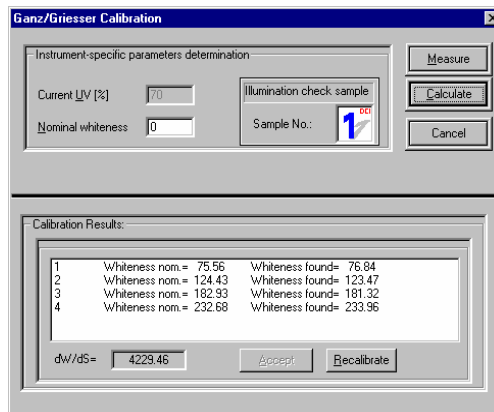 Ganz/Griesser Calibration
Instrument-specific parameters determination
Current UV [%] 70
Nominal whiteness 0
Illumination check sample
Sample No.: 1 DCI
Measure
Calculate
Cancel
Calibration Results:
1 Whiteness nom.= 75.56 Whiteness found= 76.84
2 Whiteness nom.= 124.43 Whiteness found= 123.47
3 Whiteness nom.= 182.93 Whiteness found= 181.32
4 Whiteness nom.= 232.68 Whiteness found= 233.96
dW/dS= 4229.46 Accept Recalibrate